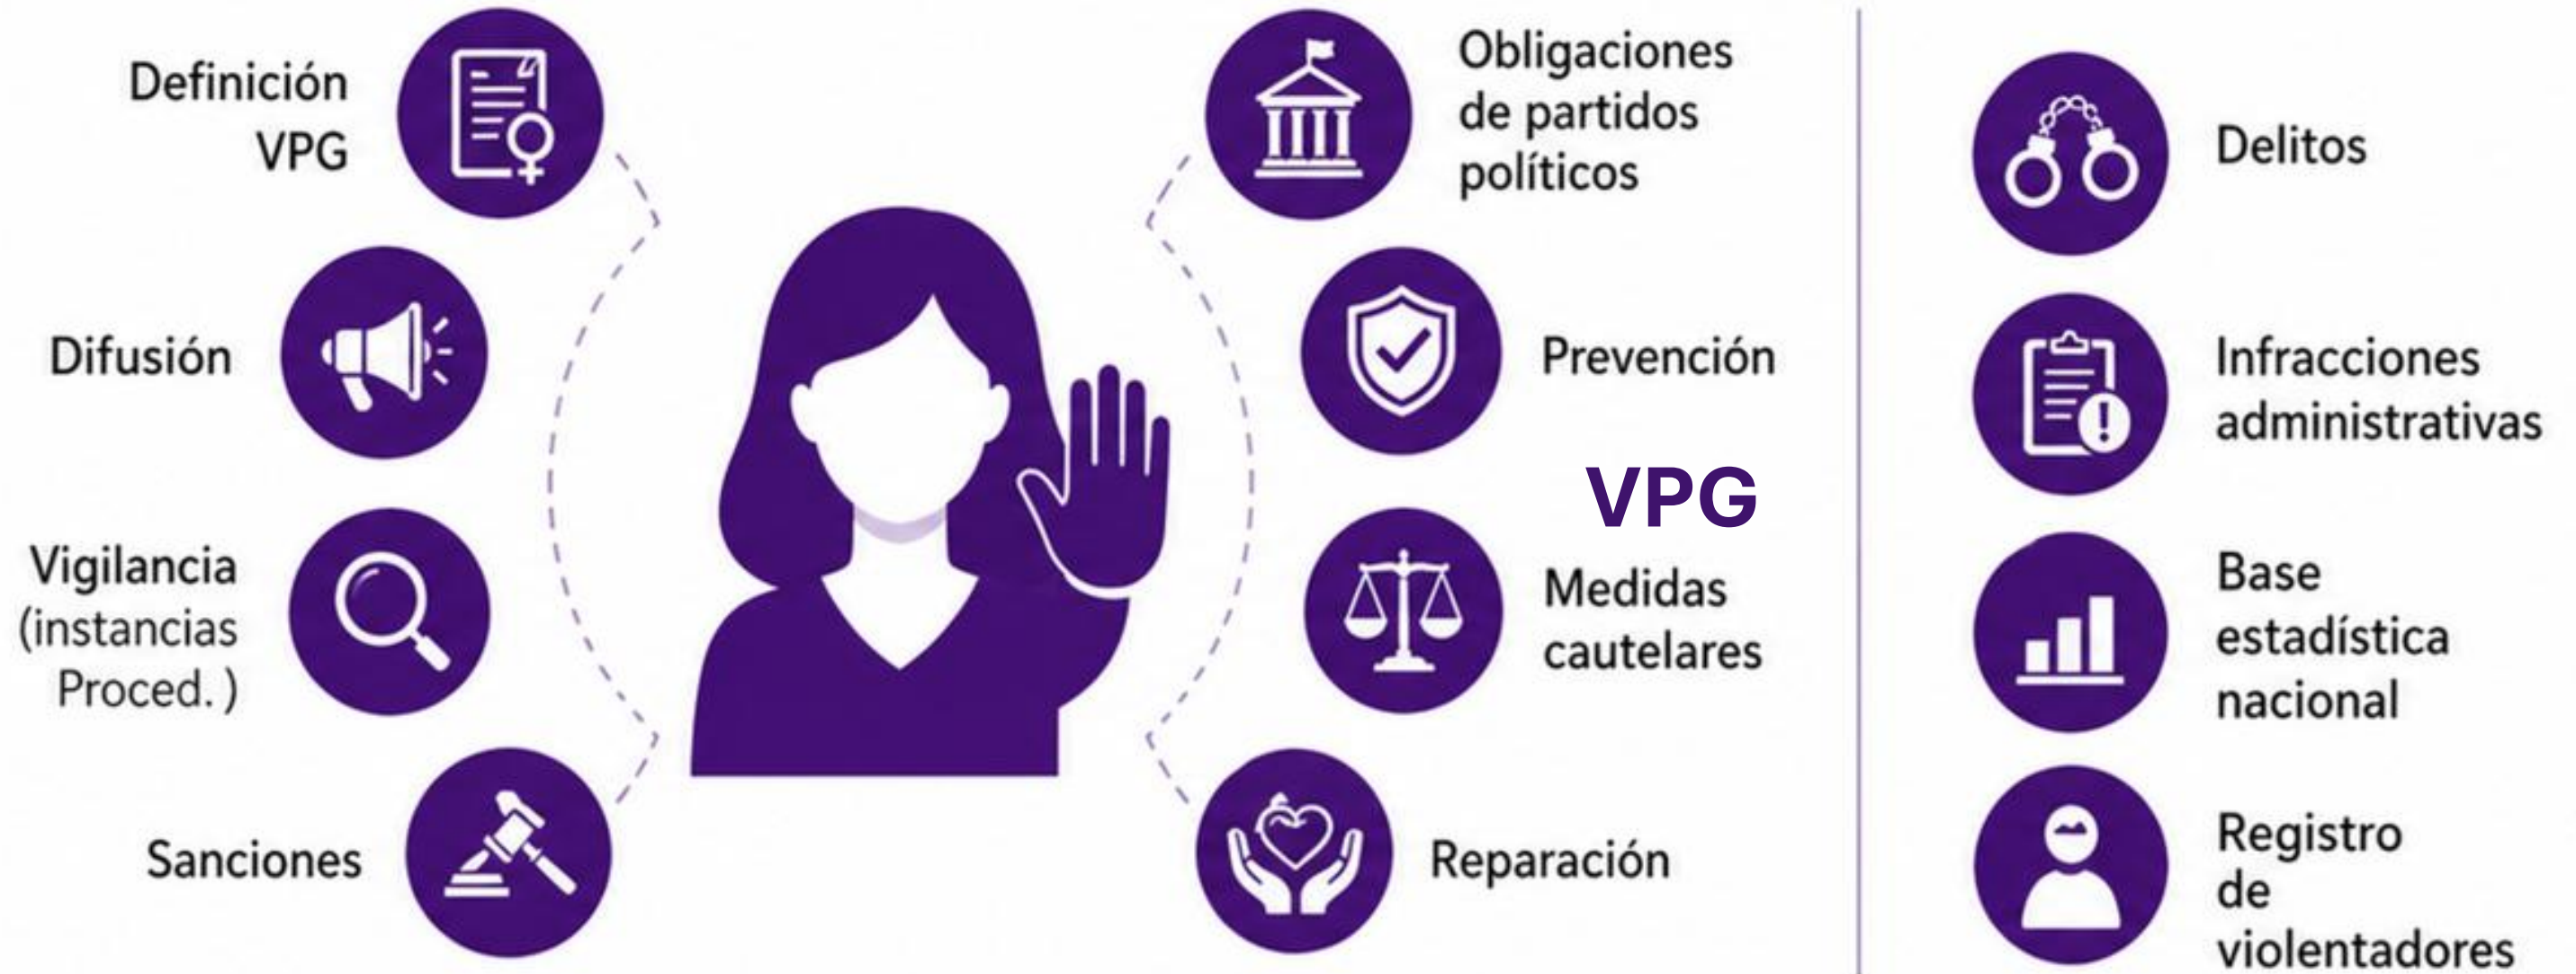 Definición
VPG
Difusión
Vigilancia
(instancias
Proced. )
Sanciones
Obligaciones
de partidos
políticos
Prevención
VPG
Medidas
cautelares
Reparación
Delitos
Infracciones
administrativas
Base
estadística
nacional
Registro
de
violentadores